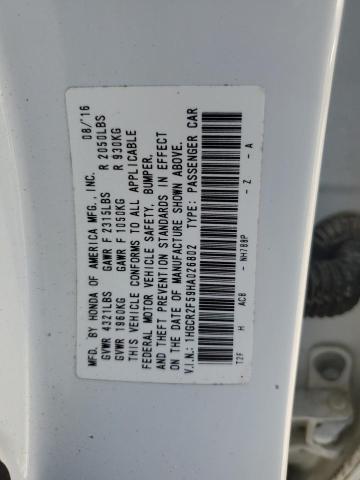 MFD. BY HONDA OF AMERICA MFG., INC. 08/'16
GVWR 4321LBS GAWR F 2315LBS R 2050LBS
GVWR 1960KG GAWR F 1050KG R 930KG
THIS VEHICLE CONFORMS TO ALL APPLICABLE
FEDERAL MOTOR VEHICLE SAFETY, BUMPER,
AND THEFT PREVENTION STANDARDS IN EFFECT
ON THE DATE OF MANUFACTURE SHOWN ABOVE.
V.I.N.: 1HGCR2F59HA026802 TYPE: PASSENGER CAR
T2F H AC8 - NH788P - Z - A